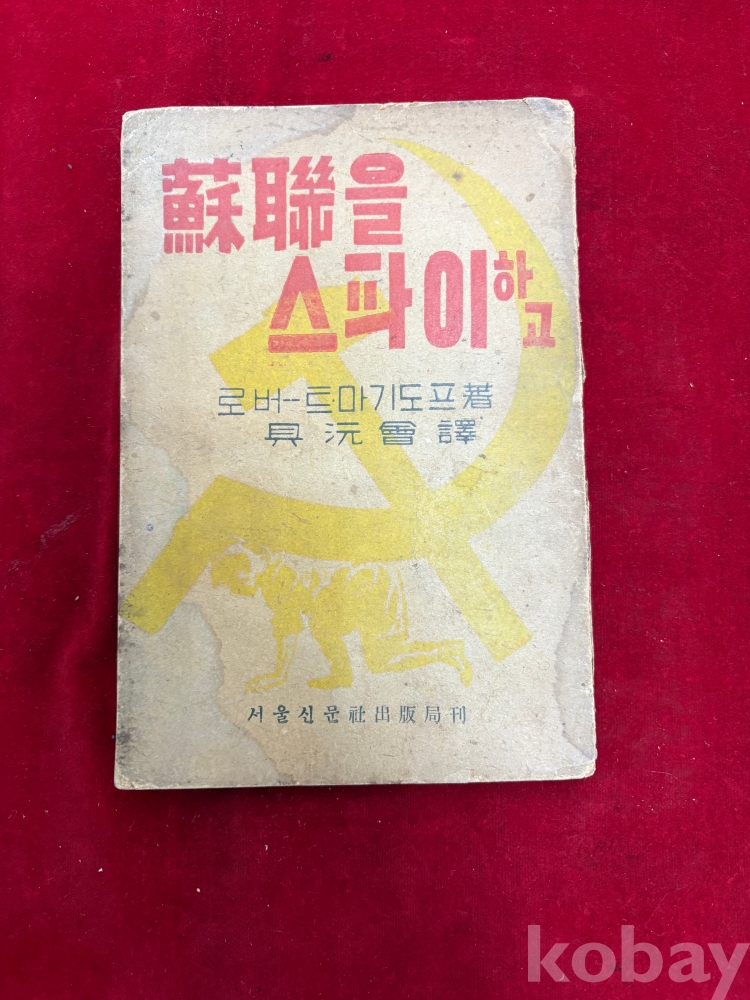 蘇聯을
스파이하고
로버—트·마기도프著
具沅會譯
서울신문社出版局刊
kobay